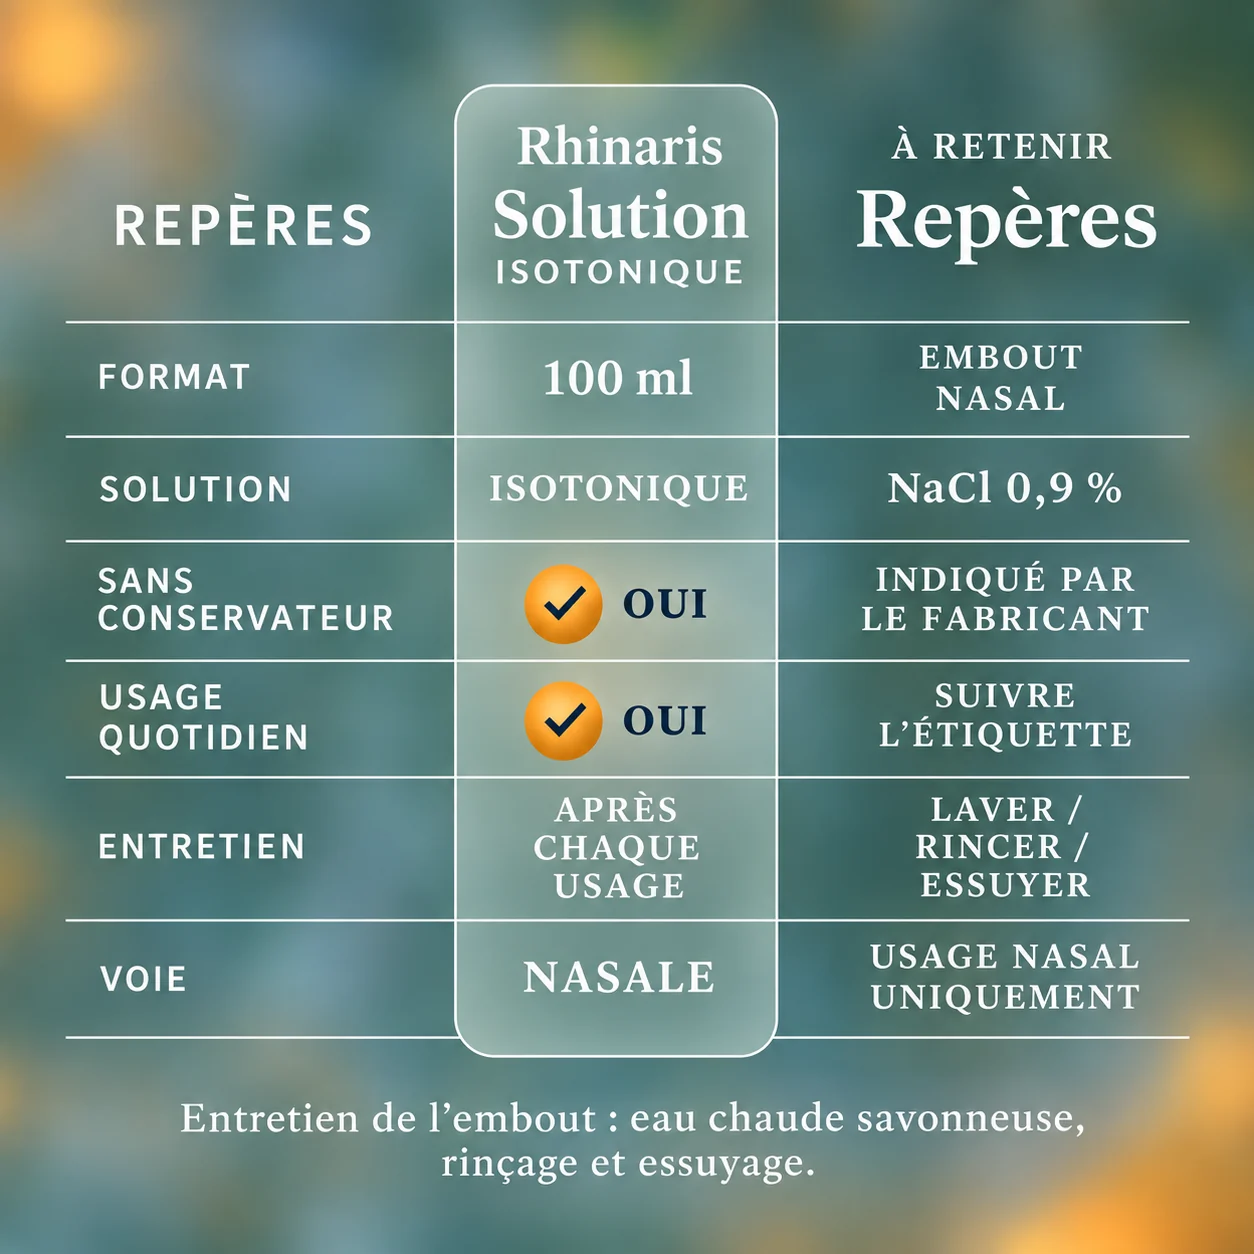 REPÈRES
Rhinaris
Solution
ISOTONIQUE
À RETENIR
Repères
FORMAT
100 ml
EMBOUT
NASAL
SOLUTION
ISOTONIQUE
NaCl 0,9 %
SANS
CONSERVATEUR
OUI
INDIQUÉ PAR
LE FABRICANT
USAGE
QUOTIDIEN
OUI
SUIVRE
L’ÉTIQUETTE
ENTRETIEN
APRÈS
CHAQUE
USAGE
LAVER /
RINCER /
ESSUYER
VOIE
NASALE
USAGE NASAL
UNIQUEMENT
Entretien de l’embout : eau chaude savonneuse,
rinçage et essuyage.